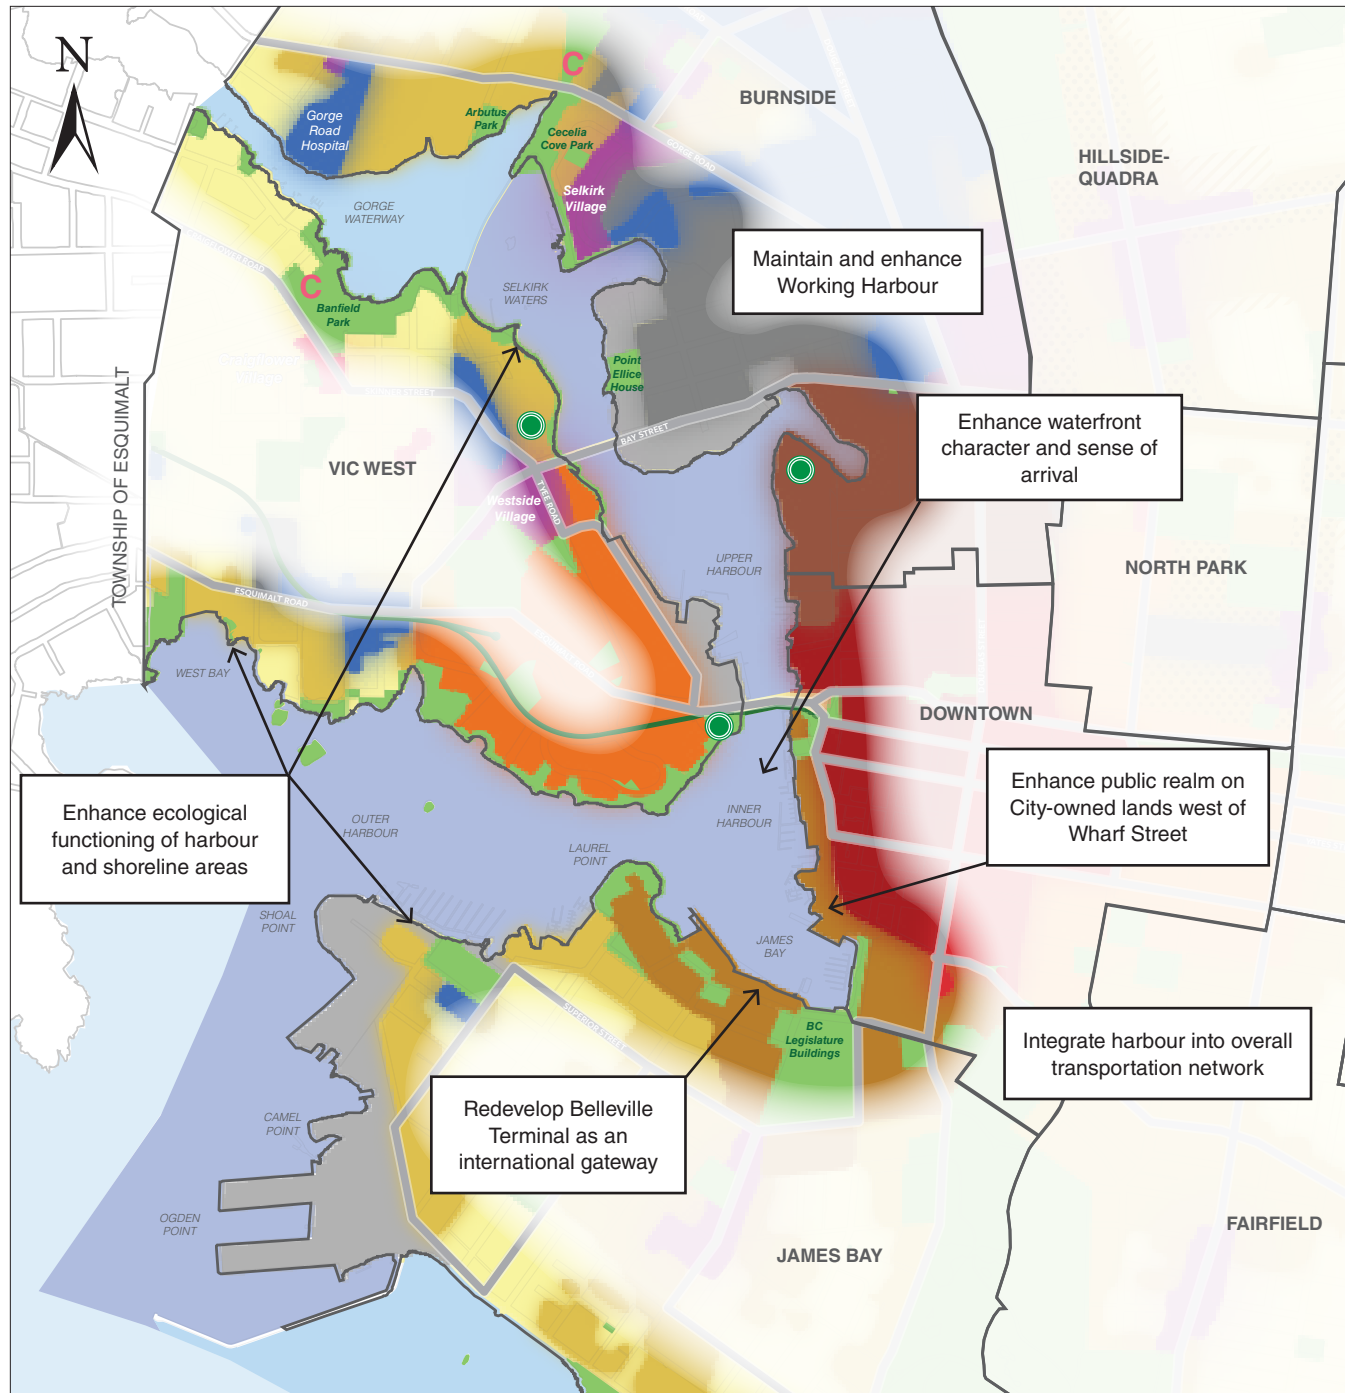 N
C
BURNSIDE
Gorge
Road
Hospital
Arbutus
Park
Cecelia
Cove Park
GORGE ROAD
HILLSIDE-
QUADRA
Selkirk
Village
GORGE
WATERWAY
Maintain and enhance
Working Harbour
SELKIRK
WATERS
C
Banfield
Park
Point
Ellice
House
TOWNSHIP OF ESQUIMALT
BAY STREET
Enhance waterfront
character and sense of
arrival
VIC WEST
Westside
Village
TYEE ROAD
UPPER
HARBOUR
NORTH PARK
ESQUIMALT ROAD
WEST BAY
DOWNTOWN
Enhance public realm on
City-owned lands west of
Wharf Street
Enhance ecological
functioning of harbour
and shoreline areas
OUTER
HARBOUR
INNER
HARBOUR
LAUREL
POINT
SHOAL
POINT
JAMES
BAY
SUPERIOR STREET
BC
Legislature
Buildings
Integrate harbour into overall
transportation network
Redevelop Belleville
Terminal as an
international gateway
CAMEL
POINT
OGDEN
POINT
JAMES BAY
FAIRFIELD